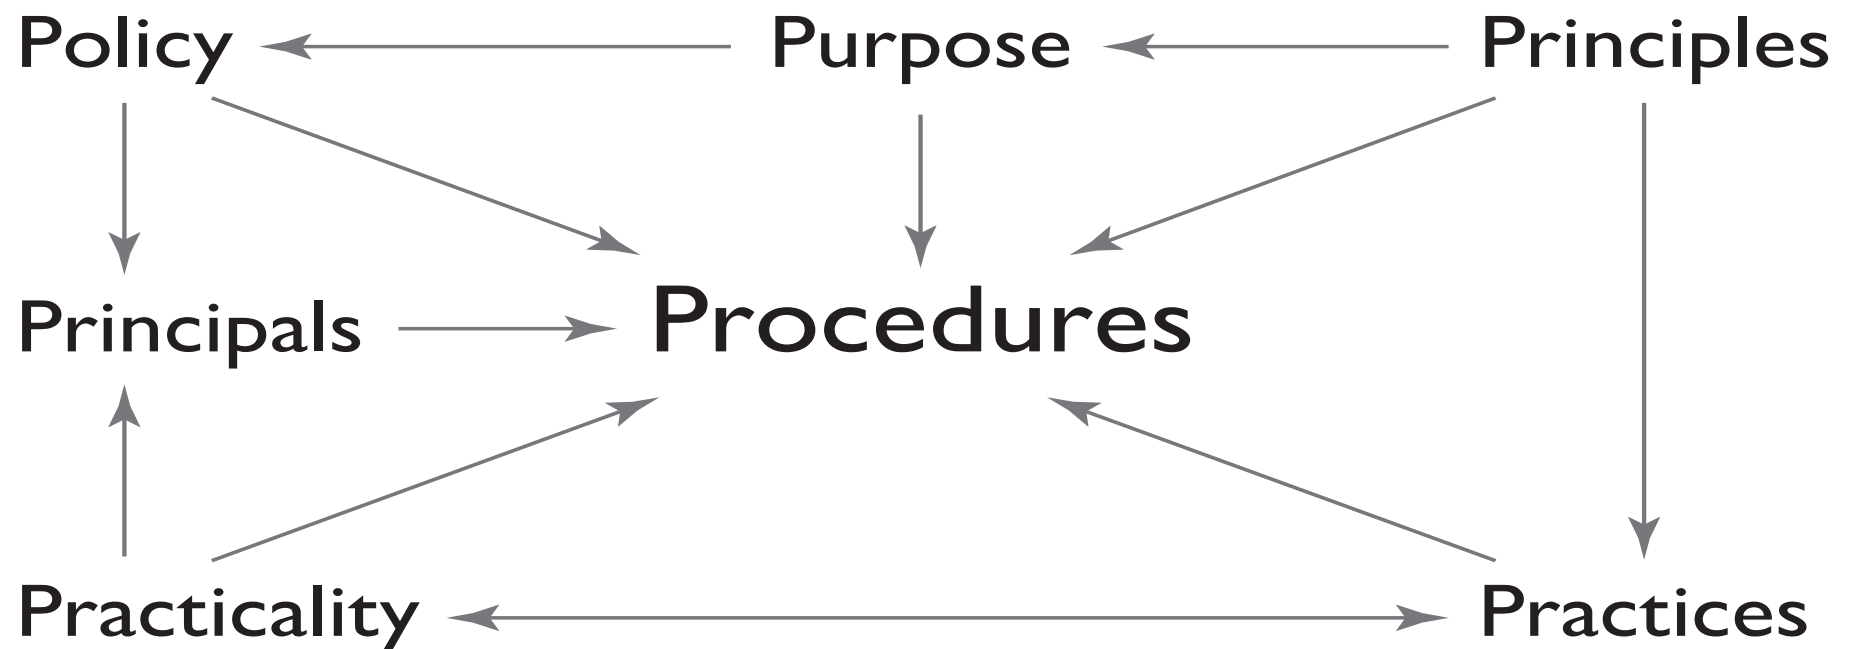 Policy Purpose Principles
Principals Procedures
Practicality Practices